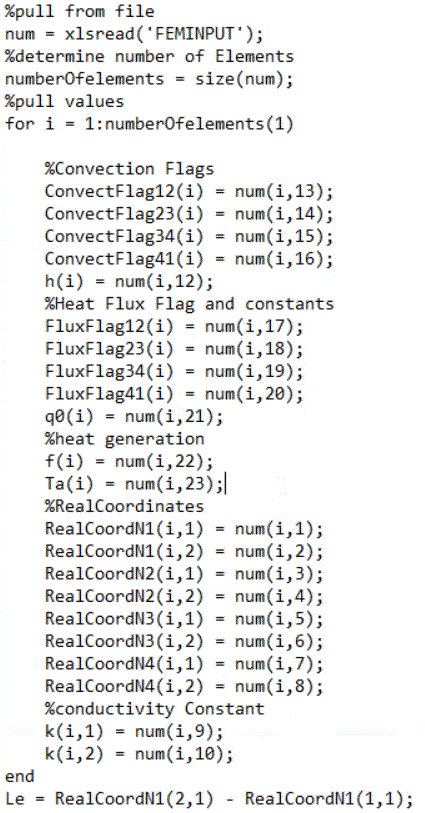 %pull from file
num = xlsread('FEMINPUT');
%determine number of Elements
numberOfelements = size(num);
%pull values
for i = 1:numberOfelements(1)
%Convection Flags
ConvectFlag12(i) = num(i,13);
ConvectFlag23(i) = num(i,14);
ConvectFlag34(i) = num(i,15);
ConvectFlag41(i) = num(i,16);
h(i) = num(i,12);
%Heat Flux Flag and constants
FluxFlag12(i) = num(i,17);
FluxFlag23(i) = num(i,18);
FluxFlag34(i) = num(i,19);
FluxFlag41(i) = num(i,20);
q0(i) = num(i,21);
%heat generation
f(i) = num(i,22);
Ta(i) = num(i,23);
%RealCoordinates
RealCoordN1(i,1) = num(i,1);
RealCoordN1(i,2) = num(i,2);
RealCoordN2(i,1) = num(i,3);
RealCoordN2(i,2) = num(i,4);
RealCoordN3(i,1) = num(i,5);
RealCoordN3(i,2) = num(i,6);
RealCoordN4(i,1) = num(i,7);
RealCoordN4(i,2) = num(i,8);
%conductivity Constant
k(i,1) = num(i,9);
k(i,2) = num(i,10);
end
Le = RealCoordN1(2,1) - RealCoordN1(1,1);